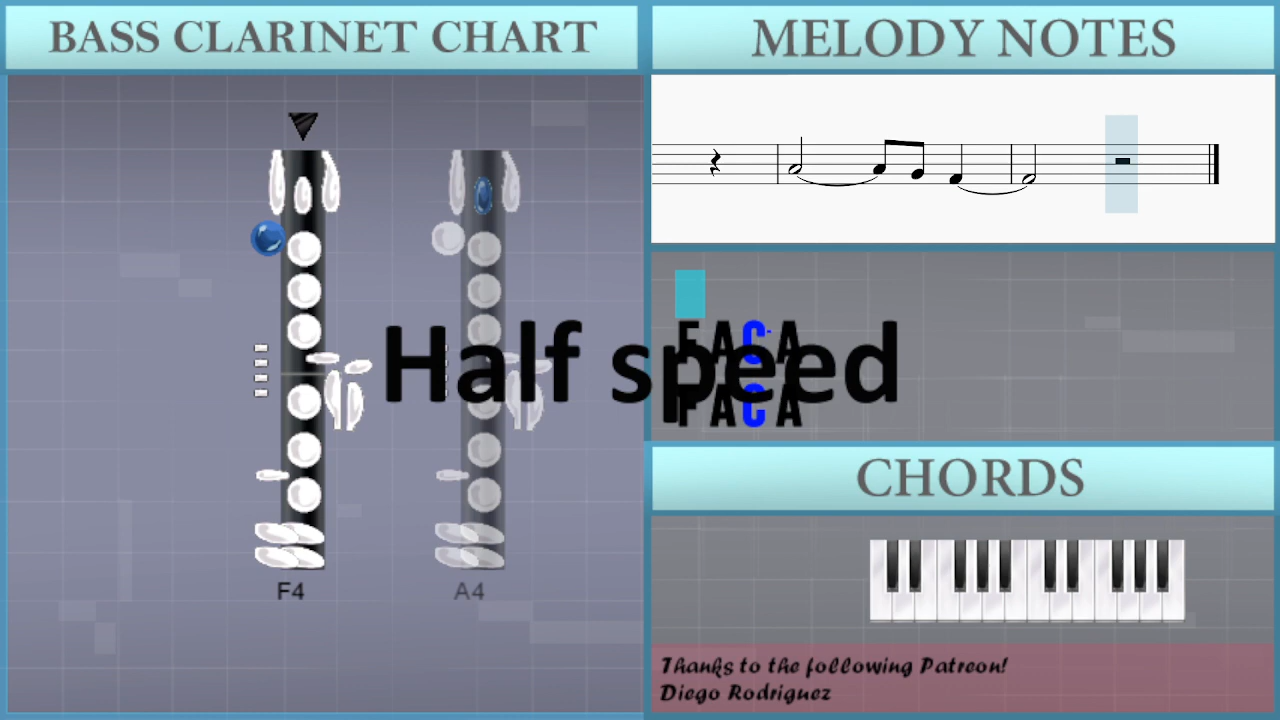 BASS CLARINET CHART
MELODY NOTES
F A C A
Half speed
F A C A
F4
A4
CHORDS
Thanks to the following Patreon!
Diego Rodriguez